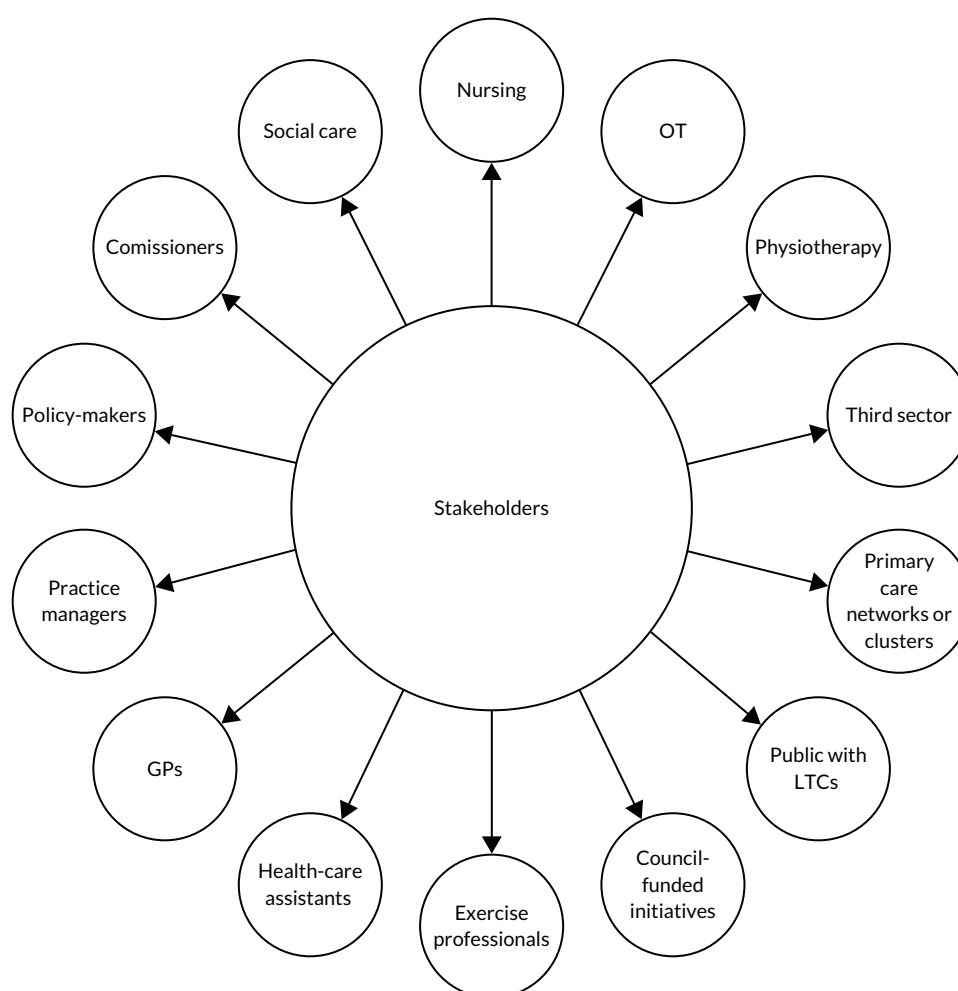 Nursing
OT
Social care
Physiotherapy
Comissioners
Third sector
Policy-makers
Stakeholders
Primary
care
networks or
clusters
Practice
managers
Public with
LTCs
GPs
Council-
funded
initiatives
Health-care
assistants
Exercise
professionals